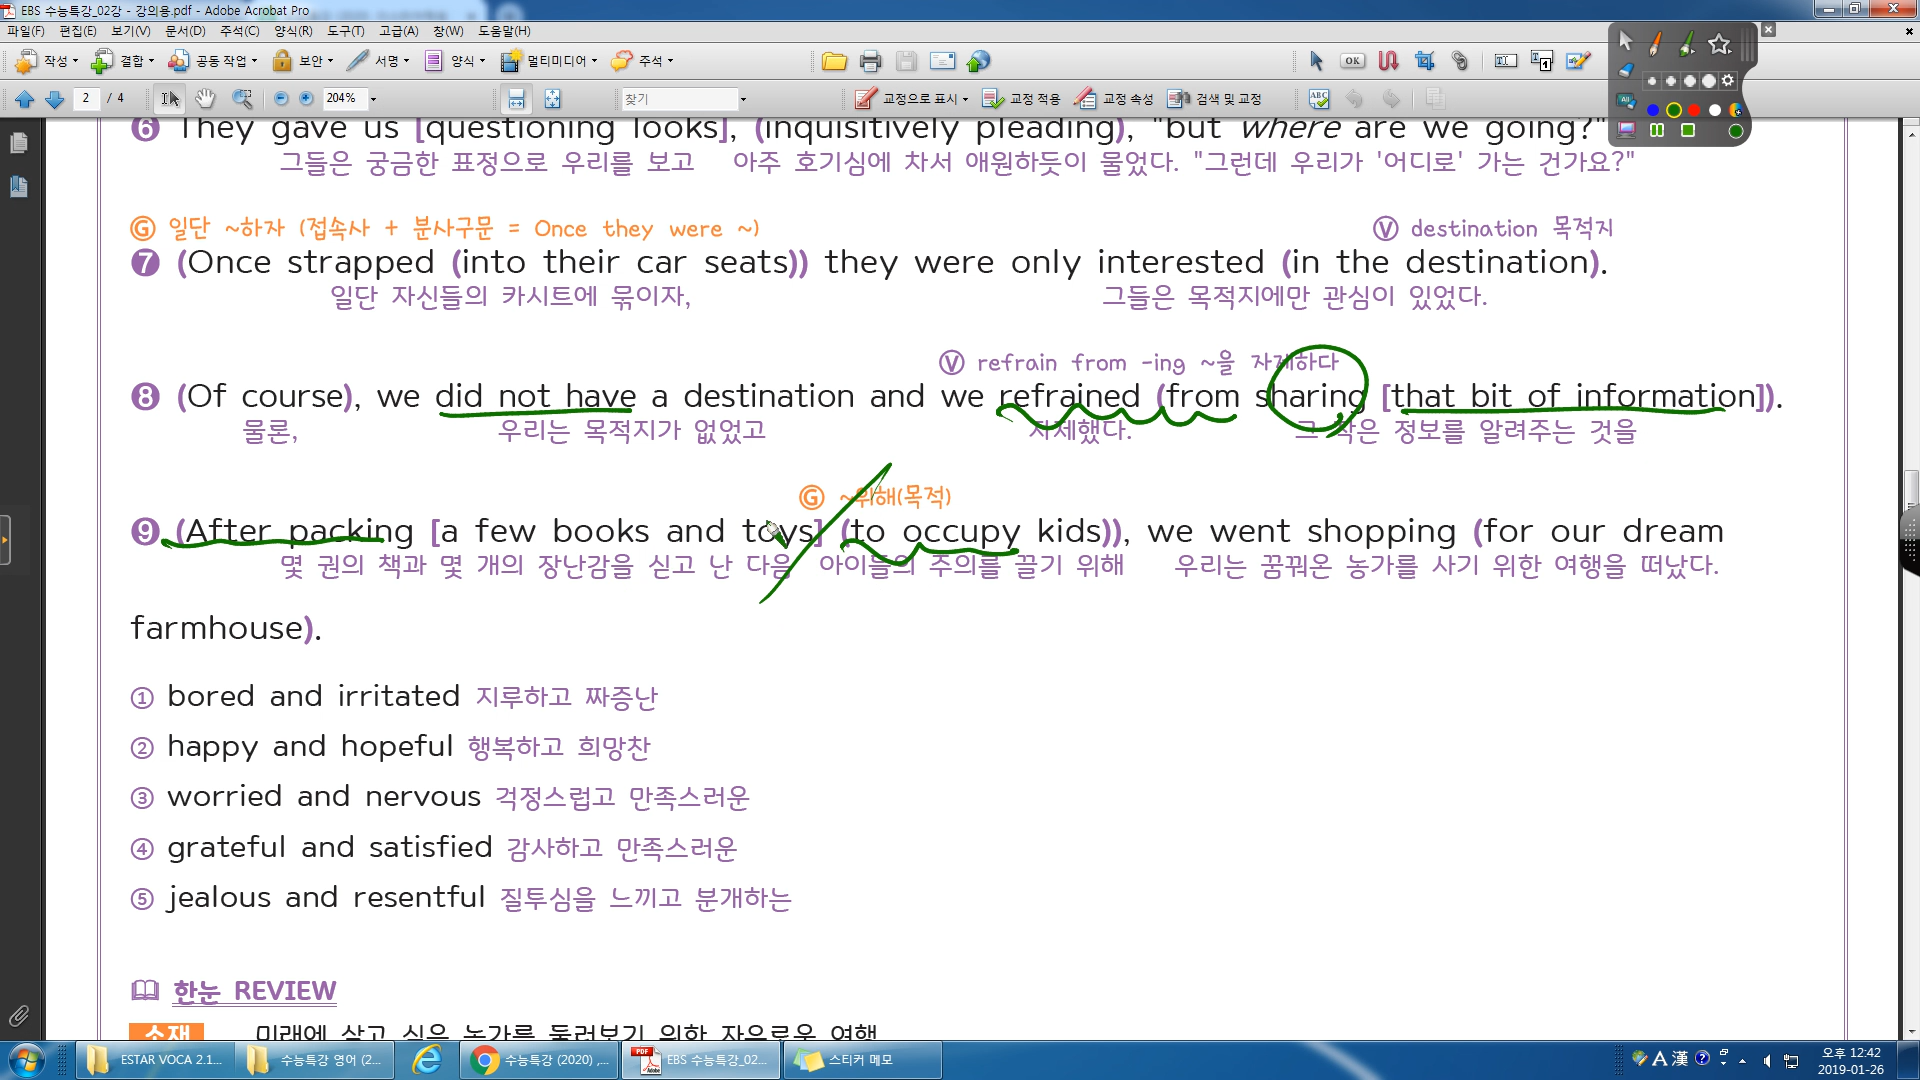 EBS 수능특강_02강 - 강의용.pdf - Adobe Acrobat Pro
파일(F) 편집(E) 보기(V) 문서(D) 주석(C) 양식(R) 도구(T) 고급(A) 창(W) 도움말(H)
작성 결합 공동 작업 보안 서명 양식 멀티미디어 주석
2 / 4 204% 찾기 교정으로 표시 교정 적용 교정 속성 검색 및 교정
❻ They gave us [questioning looks], (inquisitively pleading), "but where are we going?"
그들은 궁금한 표정으로 우리를 보고 아주 호기심에 차서 애원하듯이 물었다. "그런데 우리가 '어디로' 가는 건가요?"
Ⓖ 일단 ~하자 (접속사 + 분사구문 = Once they were ~) Ⓥ destination 목적지
❼ (Once strapped (into their car seats)) they were only interested (in the destination).
일단 자신들의 카시트에 묶이자, 그들은 목적지에만 관심이 있었다.
Ⓥ refrain from -ing ~을 자제하다
❽ (Of course), we did not have a destination and we refrained (from sharing [that bit of information]).
물론, 우리는 목적지가 없었고 자제했다. 그 작은 정보를 알려주는 것을
Ⓖ ~위해(목적)
❾ (After packing [a few books and toys] (to occupy kids)), we went shopping (for our dream
몇 권의 책과 몇 개의 장난감을 싣고 난 다음 아이들의 주의를 끌기 위해 우리는 꿈꿔온 농가를 사기 위한 여행을 떠났다.
farmhouse).
① bored and irritated 지루하고 짜증난
② happy and hopeful 행복하고 희망찬
③ worried and nervous 걱정스럽고 만족스러운
④ grateful and satisfied 감사하고 만족스러운
⑤ jealous and resentful 질투심을 느끼고 분개하는
한눈 REVIEW
소재 미래에 살고 싶은 농가를 둘러보기 위한 자유로운 여행
ESTAR VOCA 2.1... 수능특강 영어 (2... 수능특강 (2020) ,... EBS 수능특강_02... 스티커 메모
A 漢
오후 12:42
2019-01-26